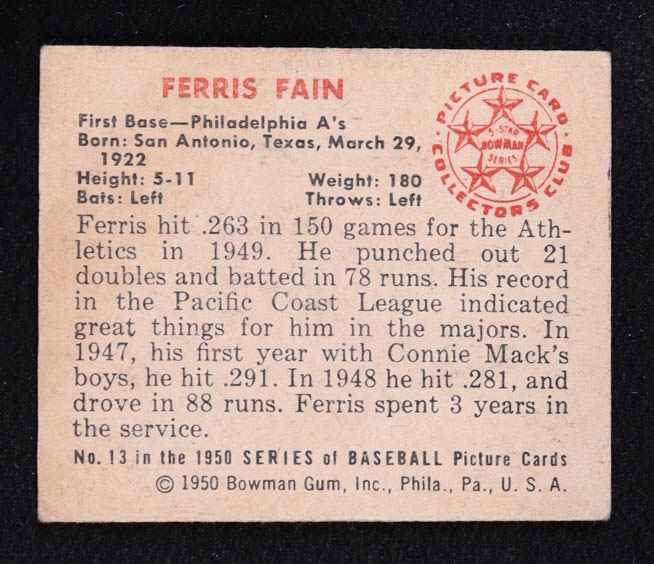 FERRIS FAIN
First Base—Philadelphia A's
Born: San Antonio, Texas, March 29,
1922
Height: 5-11 Weight: 180
Bats: Left Throws: Left
PICTURE CARD
COLLECTORS CLUB
5-STAR
BOWMAN
SERIES
Ferris hit .263 in 150 games for the Ath-
letics in 1949. He punched out 21
doubles and batted in 78 runs. His record
in the Pacific Coast League indicated
great things for him in the majors. In
1947, his first year with Connie Mack's
boys, he hit .291. In 1948 he hit .281, and
drove in 88 runs. Ferris spent 3 years in
the service.
No. 13 in the 1950 SERIES of BASEBALL Picture Cards
© 1950 Bowman Gum, Inc., Phila., Pa., U. S. A.